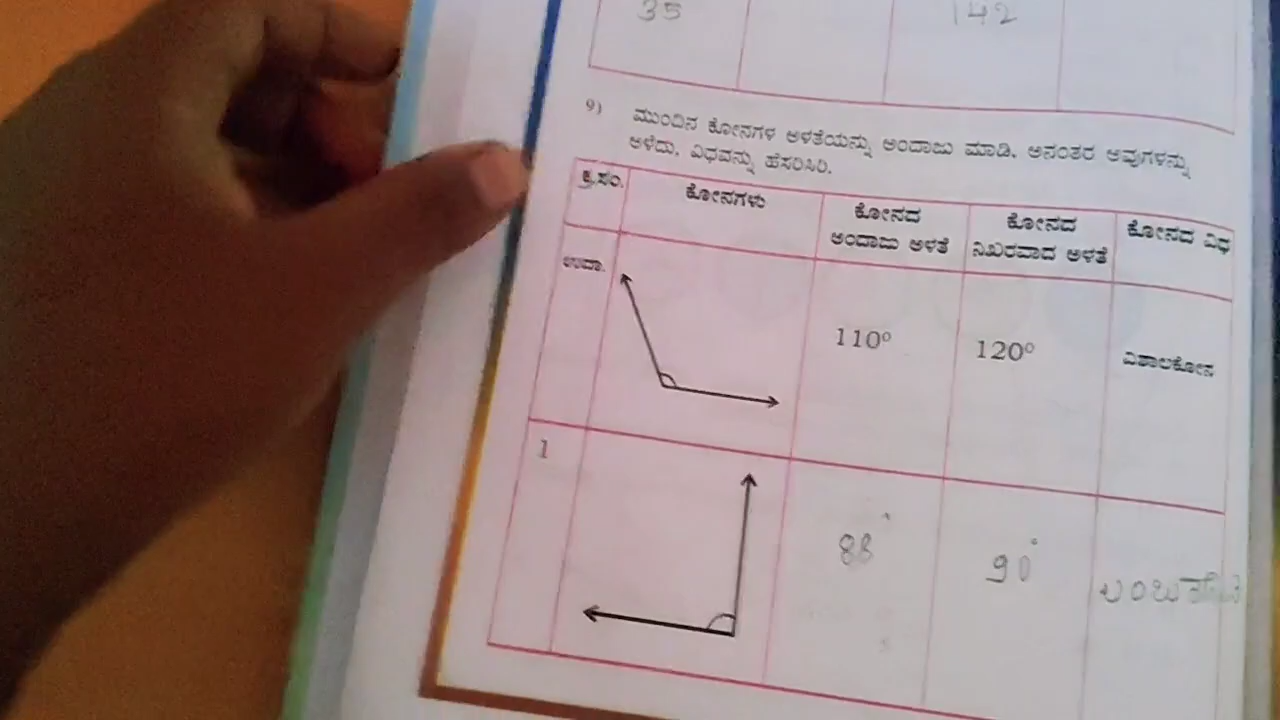 35 142
9) ಮುಂದಿನ ಕೋನಗಳ ಅಳತೆಯನ್ನು ಅಂದಾಜು ಮಾಡಿ. ಅನಂತರ ಅವುಗಳನ್ನು
ಅಳೆದು, ವಿಧವನ್ನು ಹೆಸರಿಸಿರಿ.
ಕ್ರ.ಸಂ. ಕೋನಗಳು ಕೋನದ ಕೋನದ ಕೋನದ ವಿಧ
ಅಂದಾಜು ಅಳತೆ ನಿಖರವಾದ ಅಳತೆ
ಉದಾ.
110° 120° ವಿಶಾಲಕೋನ
1
88° 90°